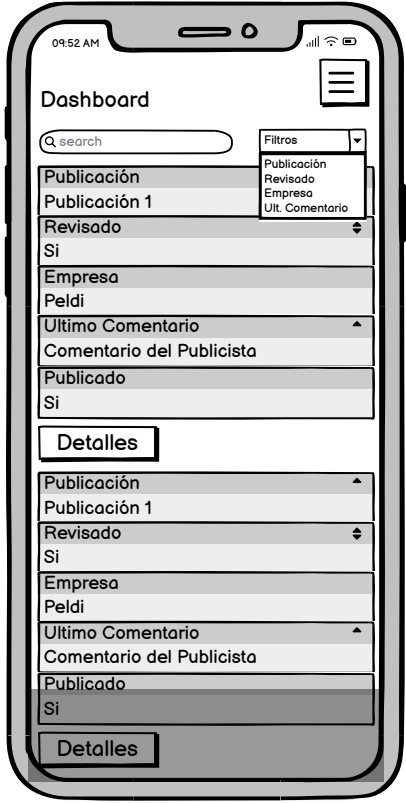 09:52 AM
Dashboard
search
Filtros
Publicación
Revisado
Empresa
Ult. Comentario
Publicación
Publicación 1
Revisado
Si
Empresa
Peldi
Ultimo Comentario
Comentario del Publicista
Publicado
Si
Detalles
Publicación
Publicación 1
Revisado
Si
Empresa
Peldi
Ultimo Comentario
Comentario del Publicista
Publicado
Si
Detalles